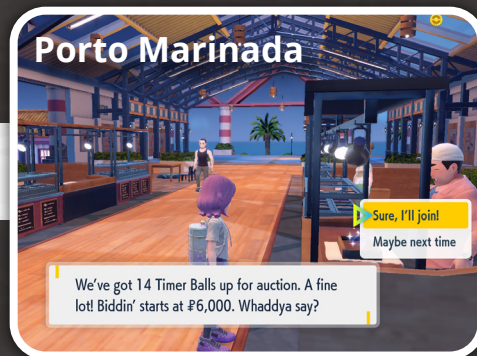 Porto Marinada
Sure, I'll join!
Maybe next time
We've got 14 Timer Balls up for auction. A fine
lot! Biddin' starts at ₽6,000. Whaddya say?